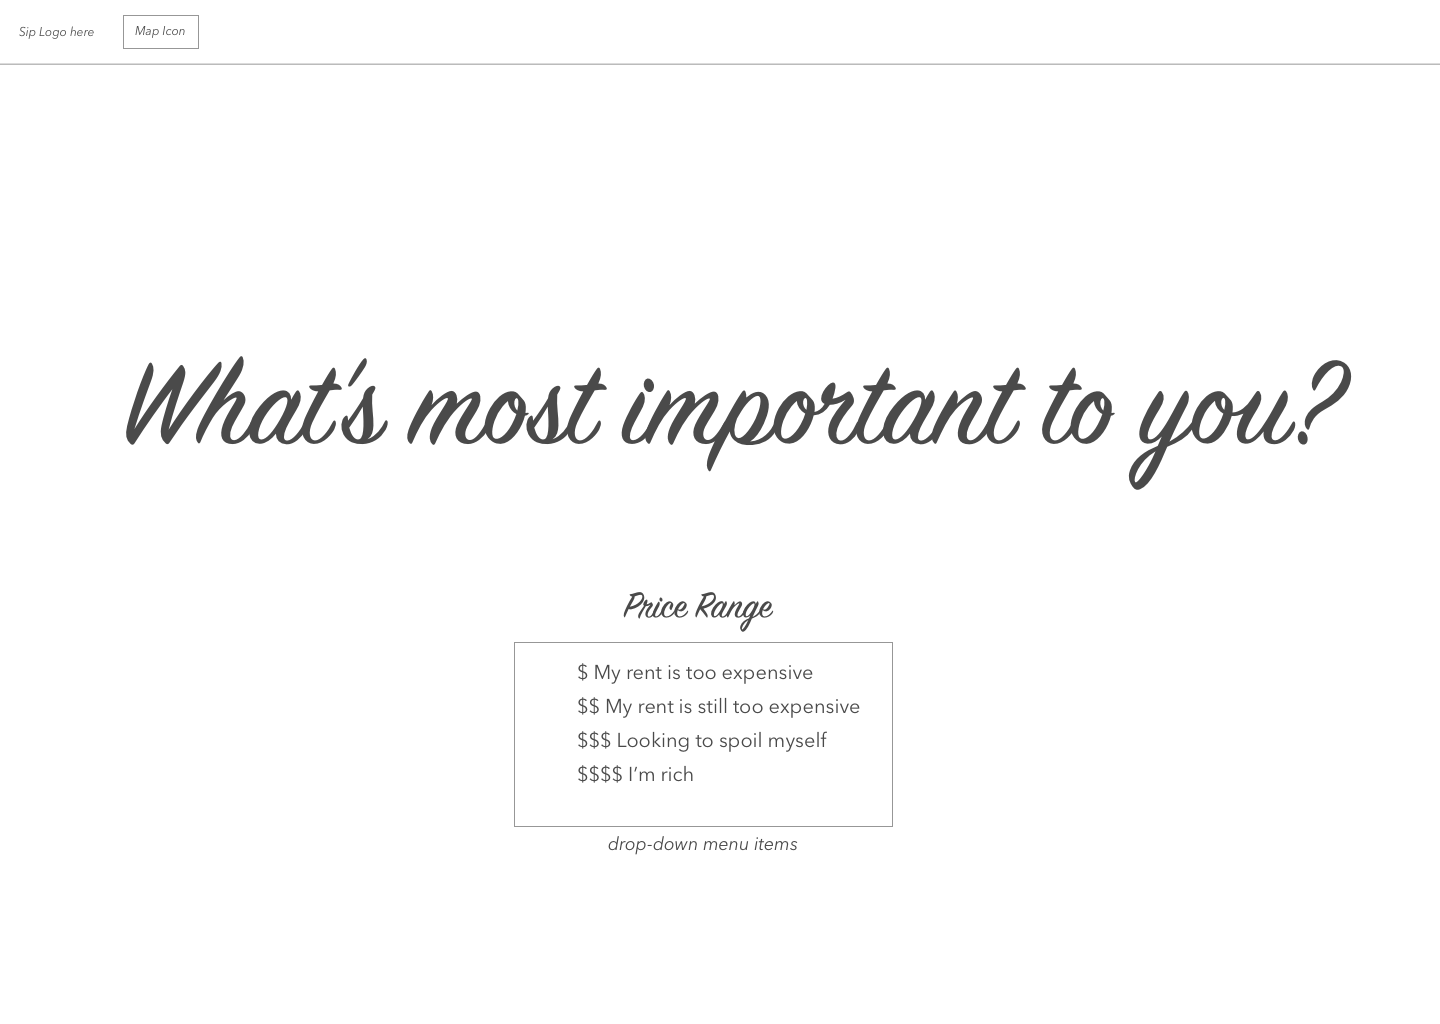 Sip Logo here
Map Icon
What's most important to you?
Price Range
$ My rent is too expensive
$$ My rent is still too expensive
$$$ Looking to spoil myself
$$$$ I’m rich
drop-down menu items